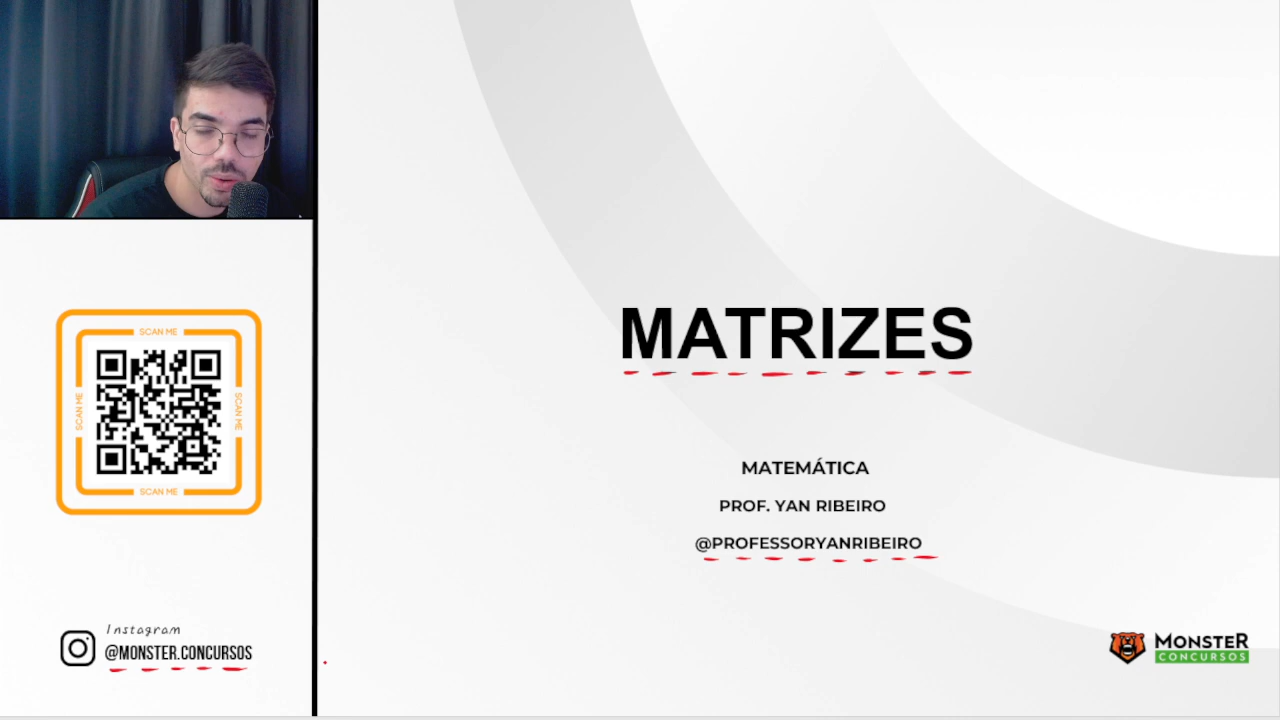 SCAN ME
SCAN ME
SCAN ME
SCAN ME
Instagram
@MONSTER.CONCURSOS
MATRIZES
MATEMÁTICA
PROF. YAN RIBEIRO
@PROFESSORYANRIBEIRO
MONSTER
CONCURSOS